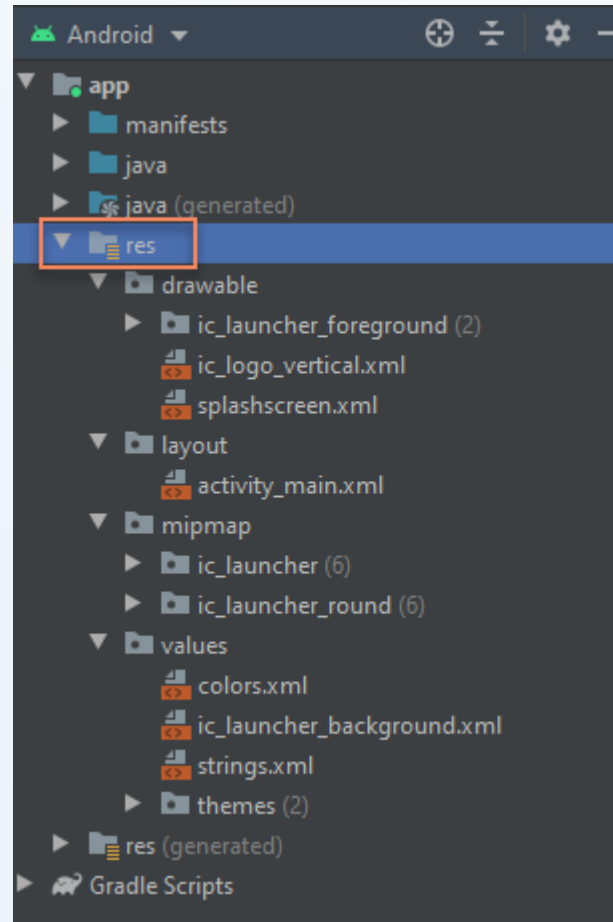 Android
app
manifests
java
java (generated)
res
drawable
ic_launcher_foreground (2)
ic_logo_vertical.xml
splashscreen.xml
layout
activity_main.xml
mipmap
ic_launcher (6)
ic_launcher_round (6)
values
colors.xml
ic_launcher_background.xml
strings.xml
themes (2)
res (generated)
Gradle Scripts